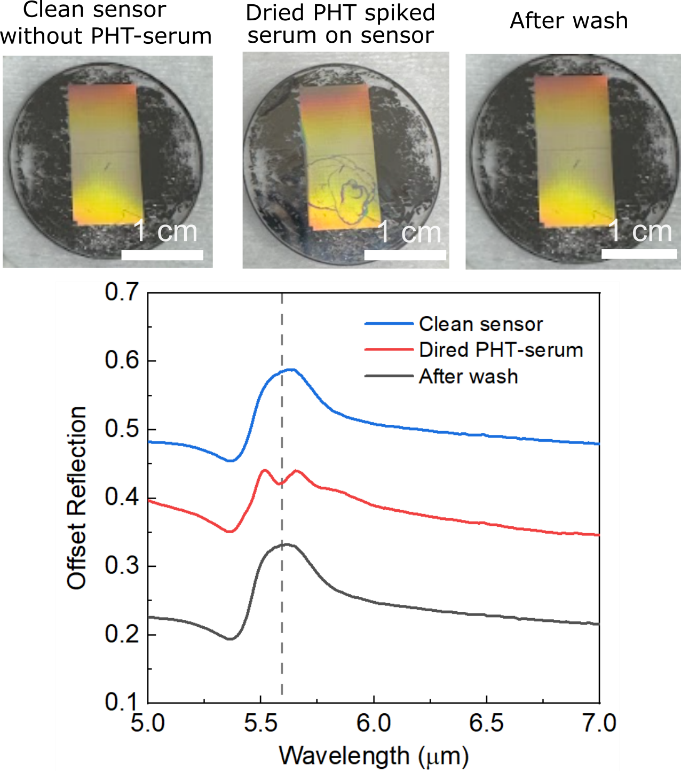 Clean sensor
without PHT-serum
Dried PHT spiked
serum on sensor
After wash
1 cm
1 cm
1 cm
0.7
0.6
0.5
0.4
0.3
0.2
0.1
Offset Reflection
Clean sensor
Dired PHT-serum
After wash
5.0 5.5 6.0 6.5 7.0
Wavelength (μm)